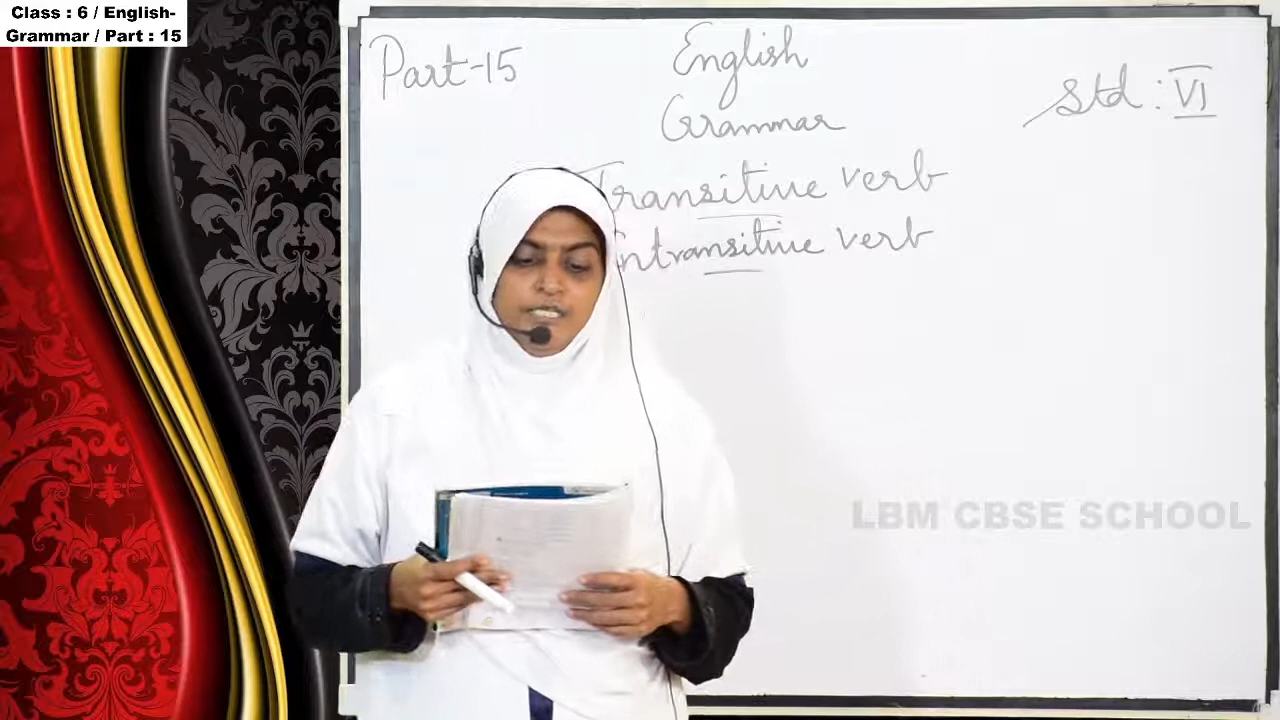 Class : 6 / English-
Grammar / Part : 15
Part-15
English
Std : VI
Grammar
Transitive verb
Intransitive verb
LBM CBSE SCHOOL